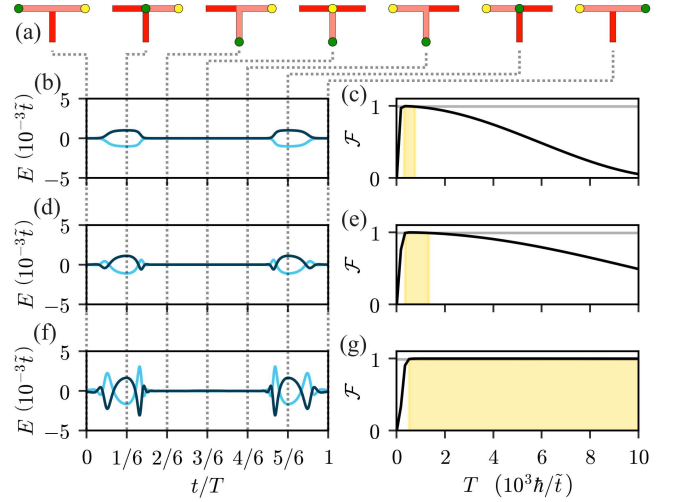 (a)
(b) (c)
5 0 −5
E (10⁻³t̃)
1 0
ℱ
(d) (e)
5 0 −5
E (10⁻³t̃)
1 0
ℱ
(f) (g)
5 0 −5
E (10⁻³t̃)
1 0
ℱ
0 1/6 2/6 3/6 4/6 5/6 1
0 2 4 6 8 10
t/T
T (10³ħ/t̃)